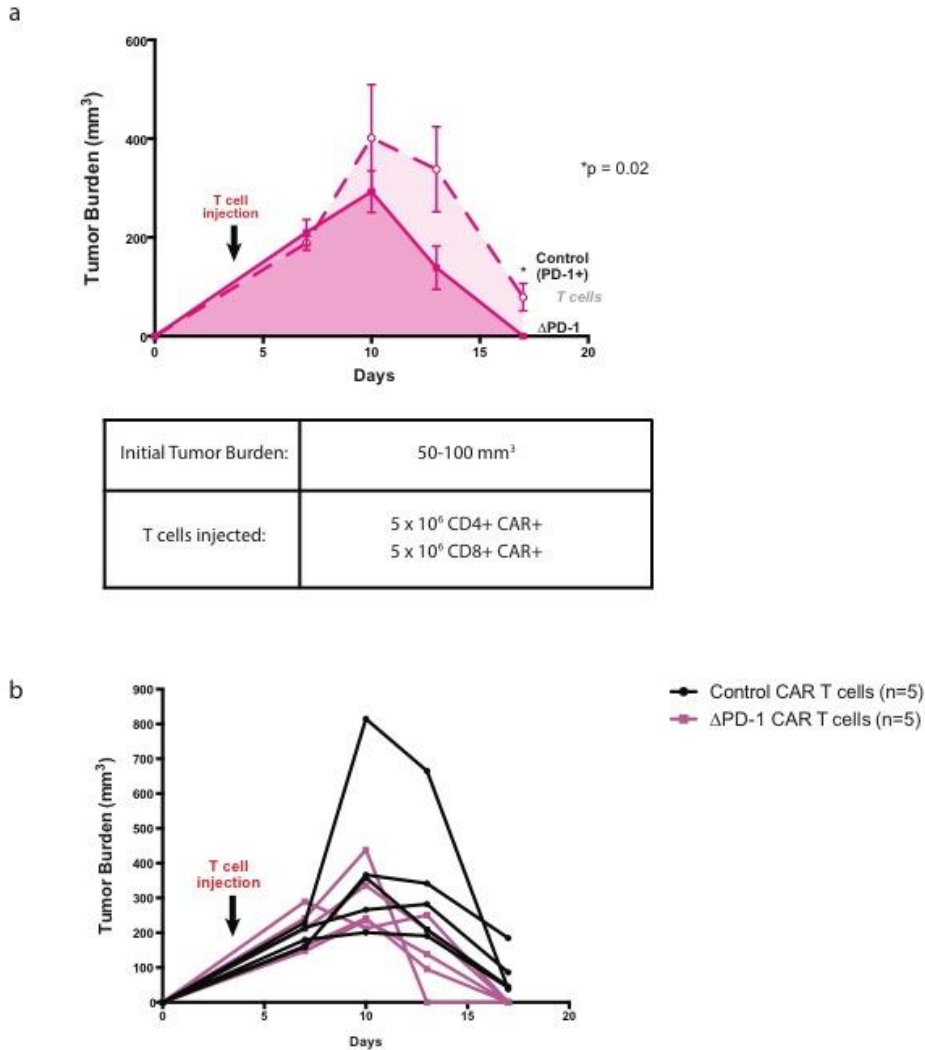 a
600
400
200
0
Tumor Burden (mm³)
T cell
injection
*p = 0.02
*
Control
(PD-1+)
T cells
ΔPD-1
0
5
10
15
20
Days
Initial Tumor Burden:
50-100 mm³
T cells injected:
5 x 10⁶ CD4+ CAR+
5 x 10⁶ CD8+ CAR+
b
900
800
700
600
500
400
300
200
100
0
Tumor Burden (mm³)
T cell
injection
Control CAR T cells (n=5)
ΔPD-1 CAR T cells (n=5)
0
5
10
15
20
Days